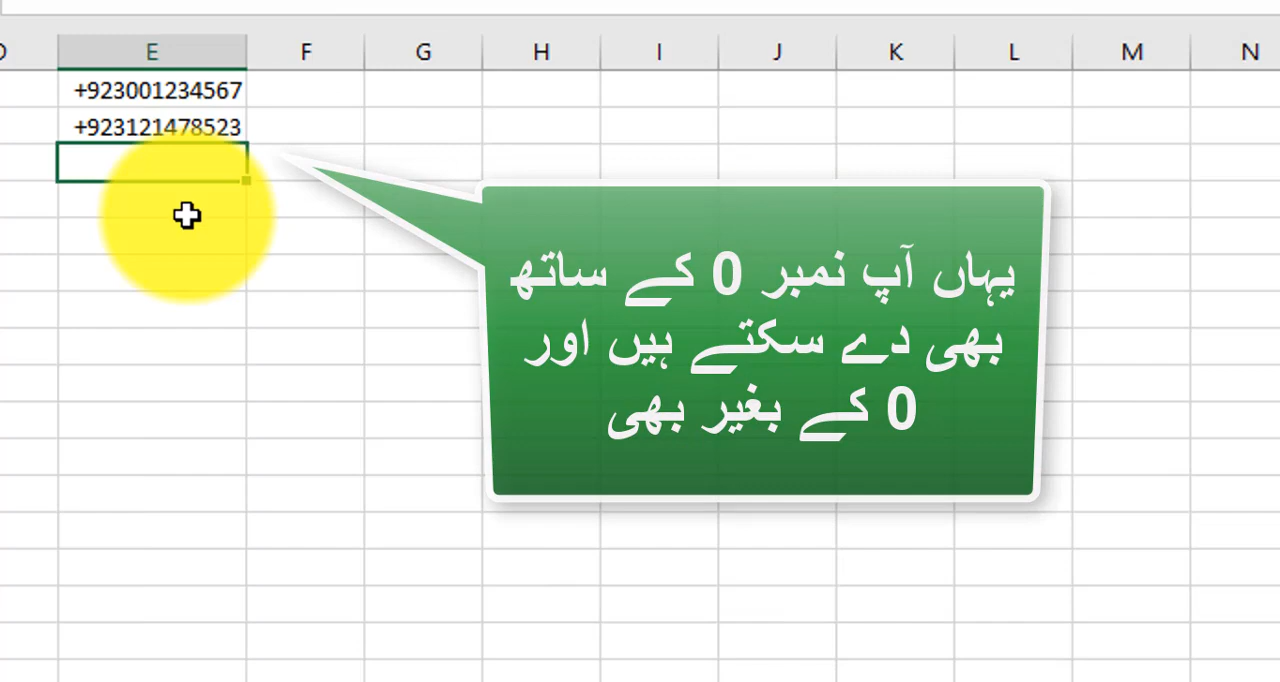 D E F G H I J K L M N
+923001234567
+923121478523
یہاں آپ نمبر 0 کے ساتھ
بھی دے سکتے ہیں اور
0 کے بغیر بھی